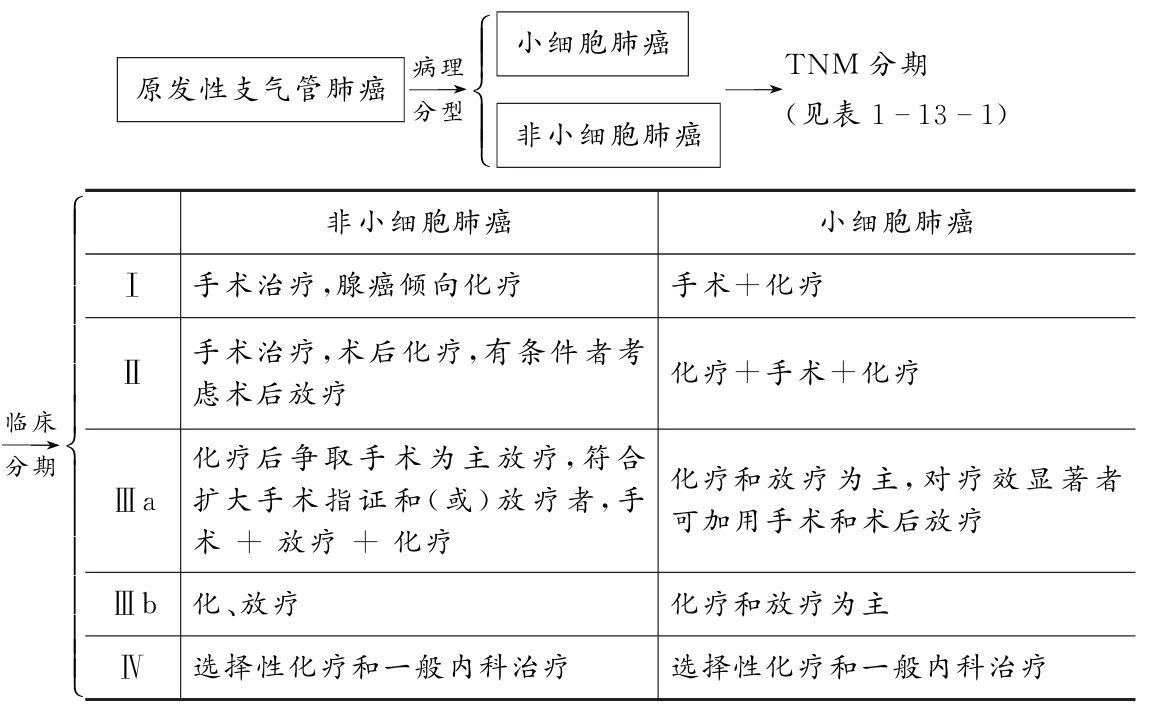 原发性支气管肺癌
病理
分型
小细胞肺癌
非小细胞肺癌
TNM分期
(见表1-13-1)
临床
分期
非小细胞肺癌
小细胞肺癌
Ⅰ
手术治疗,腺癌倾向化疗
手术+化疗
Ⅱ
手术治疗,术后化疗,有条件者考
虑术后放疗
化疗+手术+化疗
Ⅲa
化疗后争取手术为主放疗,符合
扩大手术指证和(或)放疗者,手
术 + 放疗 + 化疗
化疗和放疗为主,对疗效显著者
可加用手术和术后放疗
Ⅲb
化、放疗
化疗和放疗为主
Ⅳ
选择性化疗和一般内科治疗
选择性化疗和一般内科治疗